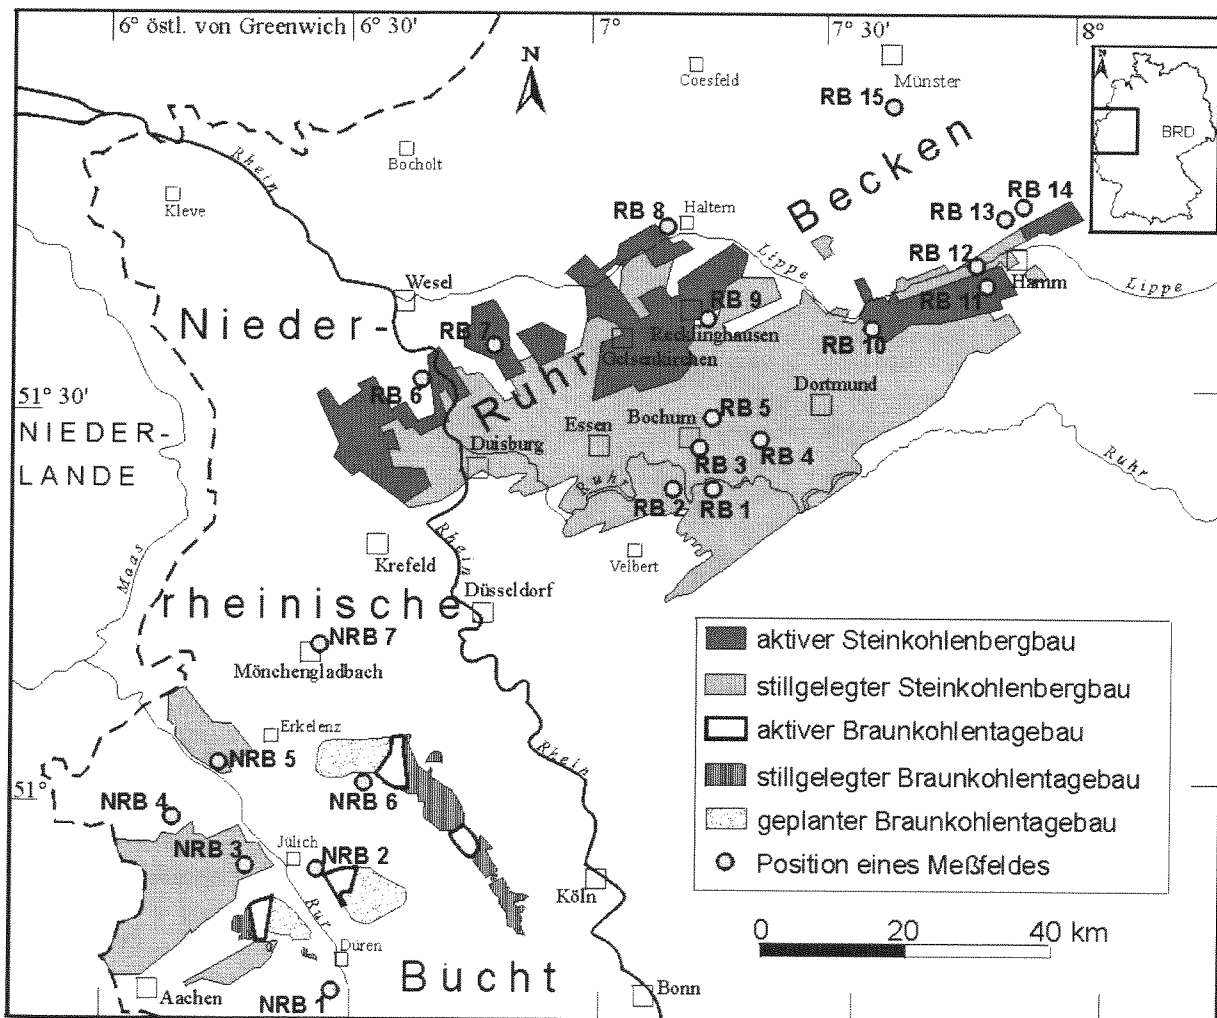 6° östl. von Greenwich
6° 30'
7°
7° 30'
8°
N
Coesfeld
Münster
RB 15
N
BRD
Bocholt
Rhein
Kleve
Becken
RB 8
Haltern
RB 13
RB 14
Lippe
RB 12
Hamm
Lippe
Wesel
RB 11
Nieder-
RB 7
RB 9
Recklinghausen
Gelsenkirchen
RB 10
RB 6
Ruhr
Dortmund
51° 30'
NIEDER-
LANDE
Essen
Bochum
RB 5
RB 4
RB 3
Duisburg
Ruhr
Ruhr
RB 2
RB 1
Rhein
Krefeld
Velbert
Maas
Düsseldorf
rheinische
NRB 7
Mönchengladbach
aktiver Steinkohlenbergbau
stillgelegter Steinkohlenbergbau
aktiver Braunkohlentagebau
stillgelegter Braunkohlentagebau
geplanter Braunkohlentagebau
Position eines Meßfeldes
Erkelenz
NRB 5
Rhein
51°
NRB 4
NRB 6
NRB 3
Jülich
NRB 2
Köln
Rur
Düren
0 20 40 km
Bucht
Aachen
NRB 1
Bonn